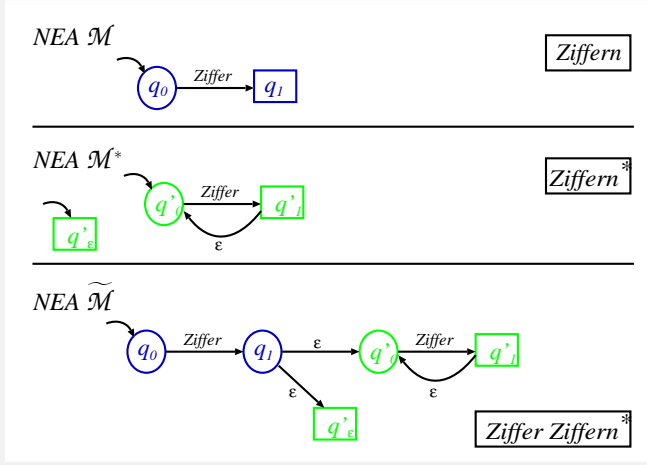 NEA ℳ
Ziffern
q₀ Ziffer q₁
NEA ℳ*
Ziffern*
q'₀ Ziffer q'₁
ε
q'ε
NEA ℳ̃
q₀ Ziffer q₁ ε q'₀ Ziffer q'₁
ε ε
q'ε
Ziffer Ziffern*